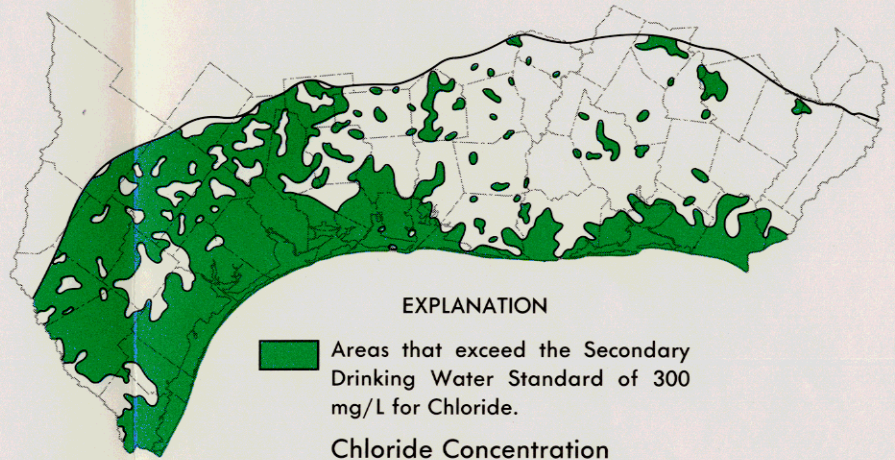 EXPLANATION
Areas that exceed the Secondary
Drinking Water Standard of 300
mg/L for Chloride.
Chloride Concentration